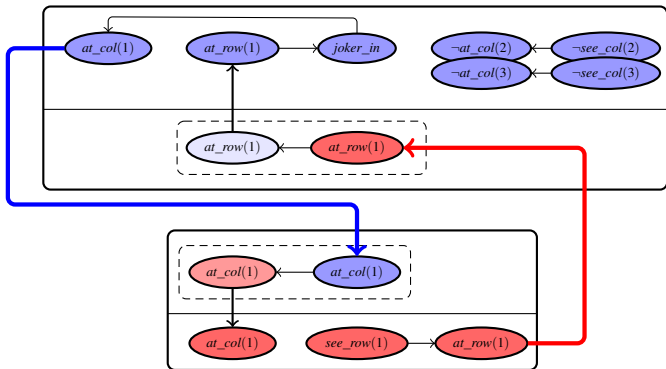 at_col(1) at_row(1) joker_in ¬at_col(2) ¬see_col(2)
¬at_col(3) ¬see_col(3)
at_row(1) at_row(1)
at_col(1) at_col(1)
at_col(1) see_row(1) at_row(1)